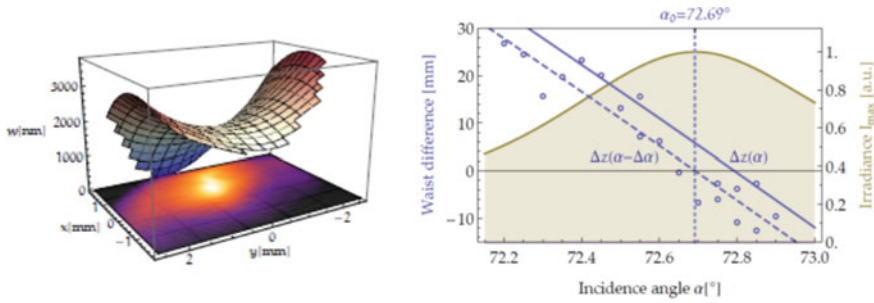 3000
2000
w[nm]
1000
0
1
0
x[mm]
-1
2
0
y[mm]
-2
α₀=72.69°
30
20
10
0
-10
Waist difference [mm]
Δz(α-Δα)
Δz(α)
1.
0.8
0.6
0.4
0.2
0.
Irradiance Imax [a.u.]
72.2
72.4
72.6
72.8
73.0
Incidence angle α[°]